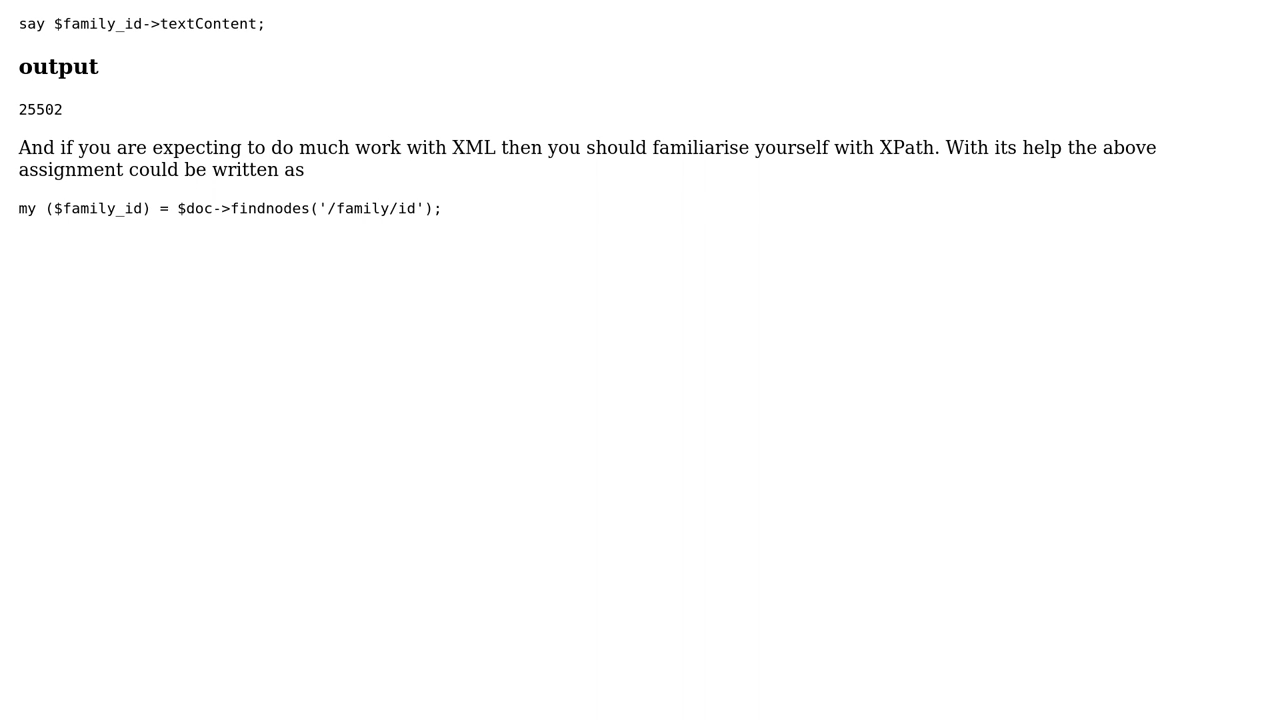 say $family_id->textContent;
output
25502
And if you are expecting to do much work with XML then you should familiarise yourself with XPath. With its help the above
assignment could be written as
my ($family_id) = $doc->findnodes('/family/id');